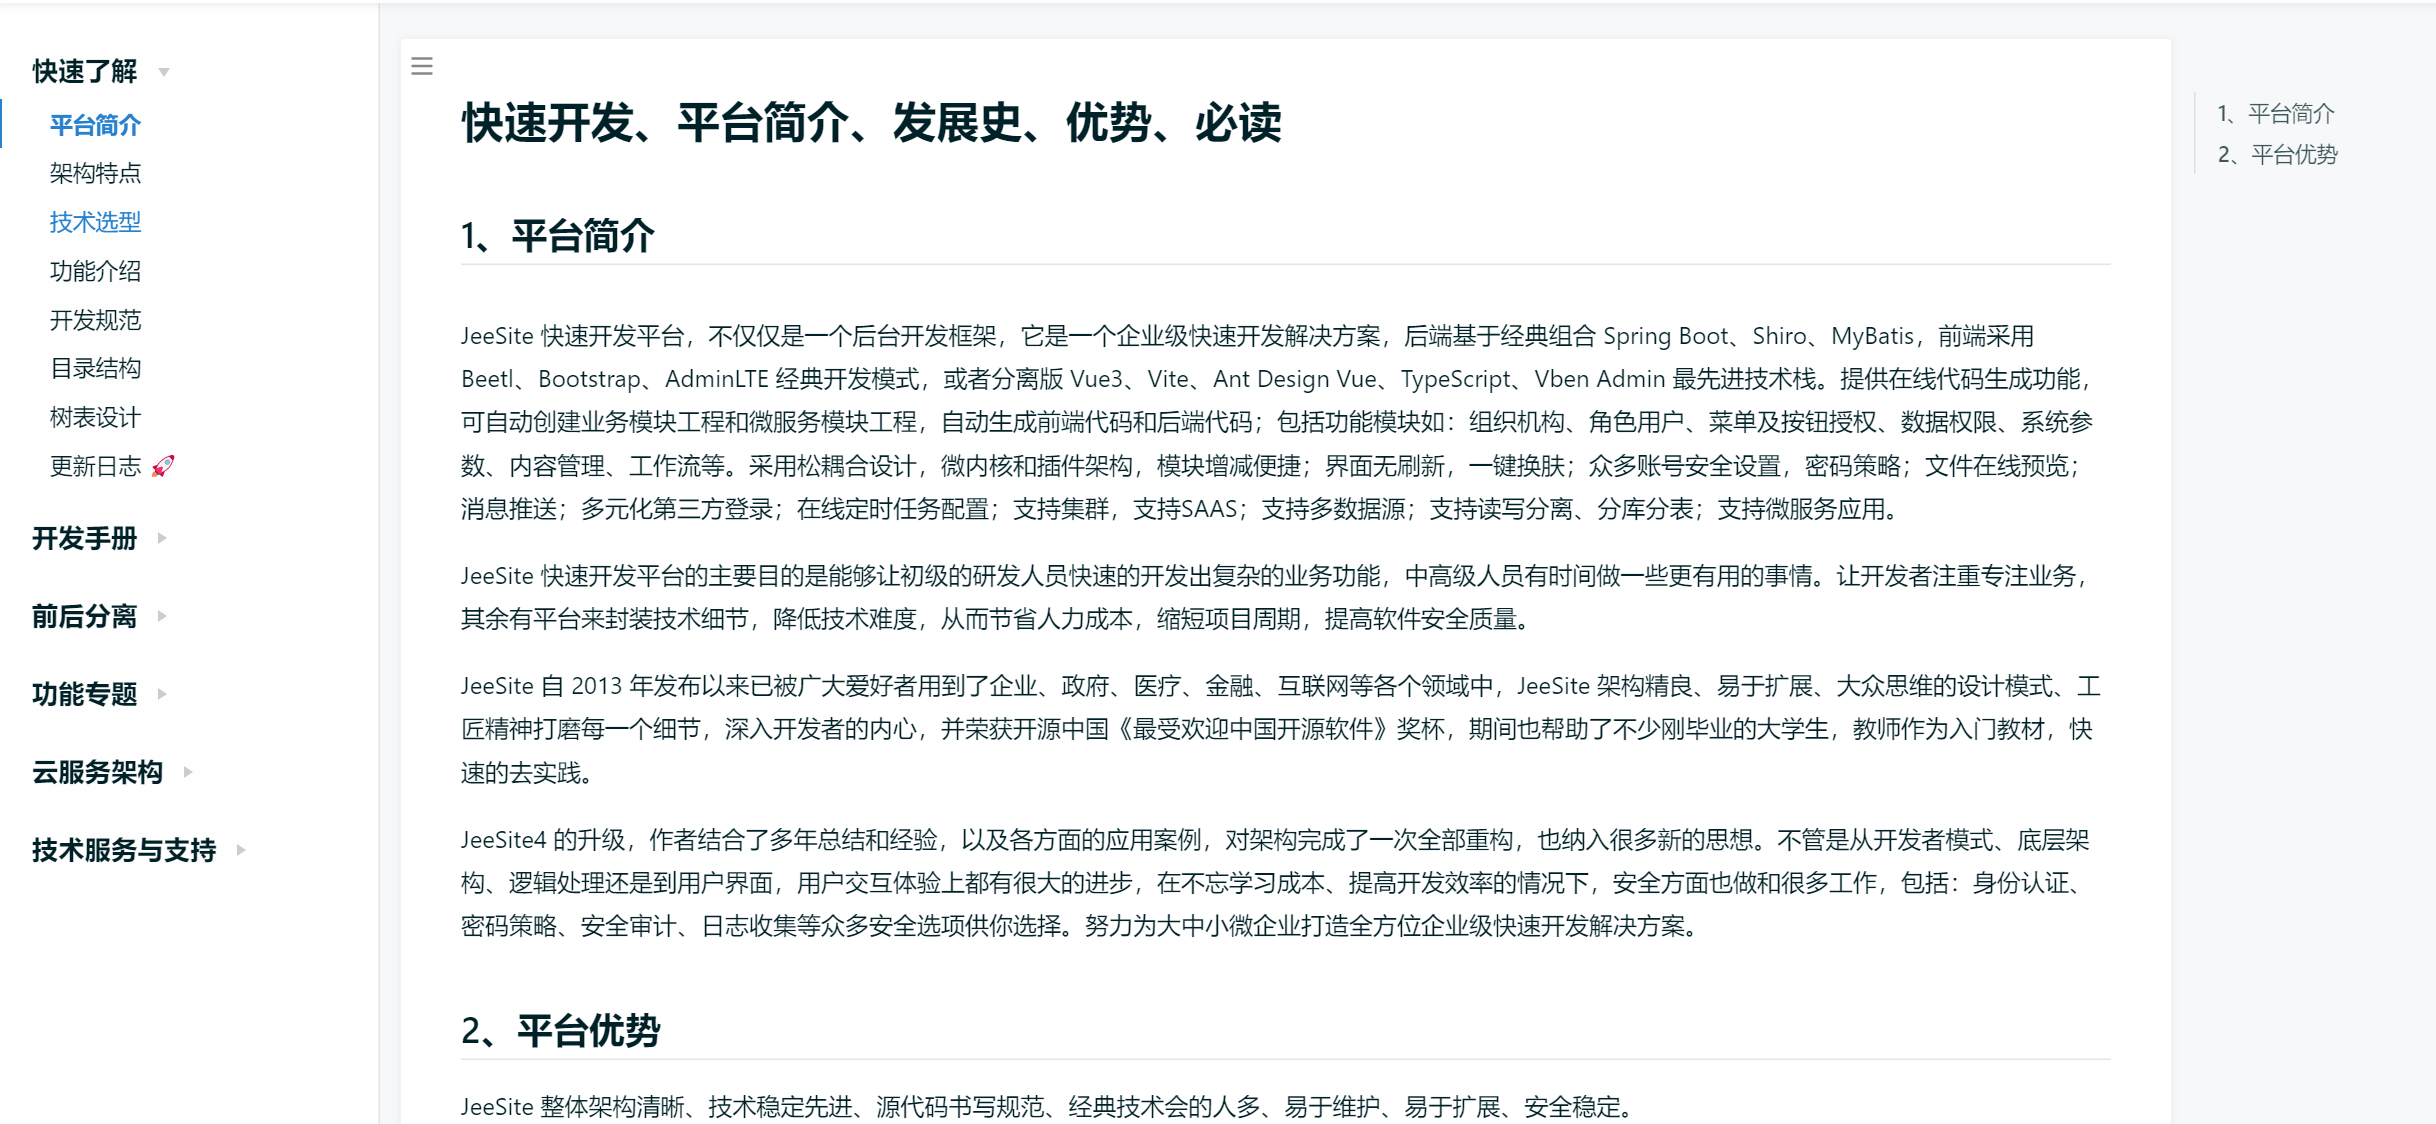 快速了解
平台简介
架构特点
技术选型
功能介绍
开发规范
目录结构
树表设计
更新日志 🚀
开发手册
前后分离
功能专题
云服务架构
技术服务与支持
快速开发、平台简介、发展史、优势、必读
1、平台简介
JeeSite 快速开发平台，不仅仅是一个后台开发框架，它是一个企业级快速开发解决方案，后端基于经典组合 Spring Boot、Shiro、MyBatis，前端采用
Beetl、Bootstrap、AdminLTE 经典开发模式，或者分离版 Vue3、Vite、Ant Design Vue、TypeScript、Vben Admin 最先进技术栈。提供在线代码生成功能，
可自动创建业务模块工程和微服务模块工程，自动生成前端代码和后端代码；包括功能模块如：组织机构、角色用户、菜单及按钮授权、数据权限、系统参
数、内容管理、工作流等。采用松耦合设计，微内核和插件架构，模块增减便捷；界面无刷新，一键换肤；众多账号安全设置，密码策略；文件在线预览；
消息推送；多元化第三方登录；在线定时任务配置；支持集群，支持SAAS；支持多数据源；支持读写分离、分库分表；支持微服务应用。
JeeSite 快速开发平台的主要目的是能够让初级的研发人员快速的开发出复杂的业务功能，中高级人员有时间做一些更有用的事情。让开发者注重专注业务，
其余有平台来封装技术细节，降低技术难度，从而节省人力成本，缩短项目周期，提高软件安全质量。
JeeSite 自 2013 年发布以来已被广大爱好者用到了企业、政府、医疗、金融、互联网等各个领域中，JeeSite 架构精良、易于扩展、大众思维的设计模式、工
匠精神打磨每一个细节，深入开发者的内心，并荣获开源中国《最受欢迎中国开源软件》奖杯，期间也帮助了不少刚毕业的大学生，教师作为入门教材，快
速的去实践。
JeeSite4 的升级，作者结合了多年总结和经验，以及各方面的应用案例，对架构完成了一次全部重构，也纳入很多新的思想。不管是从开发者模式、底层架
构、逻辑处理还是到用户界面，用户交互体验上都有很大的进步，在不忘学习成本、提高开发效率的情况下，安全方面也做和很多工作，包括：身份认证、
密码策略、安全审计、日志收集等众多安全选项供你选择。努力为大中小微企业打造全方位企业级快速开发解决方案。
2、平台优势
JeeSite 整体架构清晰、技术稳定先进、源代码书写规范、经典技术会的人多、易于维护、易于扩展、安全稳定。
1、平台简介
2、平台优势